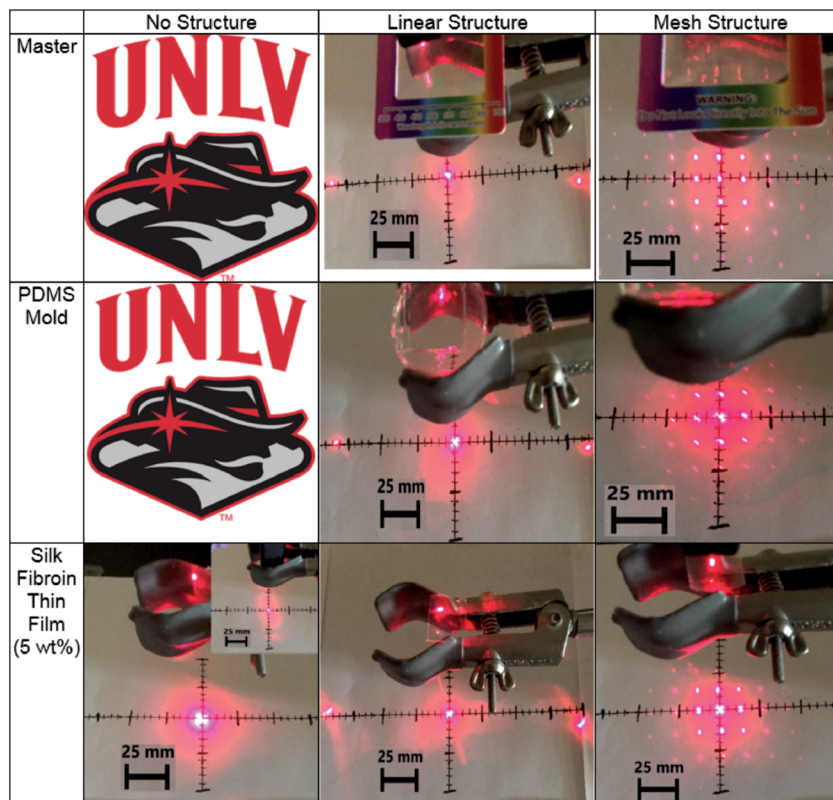 No Structure
Linear Structure
Mesh Structure
Master
UNLV
TM
WARNING:
Do Not Look Directly Into The Sun
25 mm
25 mm
PDMS
Mold
UNLV
TM
25 mm
25 mm
Silk
Fibroin
Thin
Film
(5 wt%)
25 mm
25 mm
25 mm
25 mm